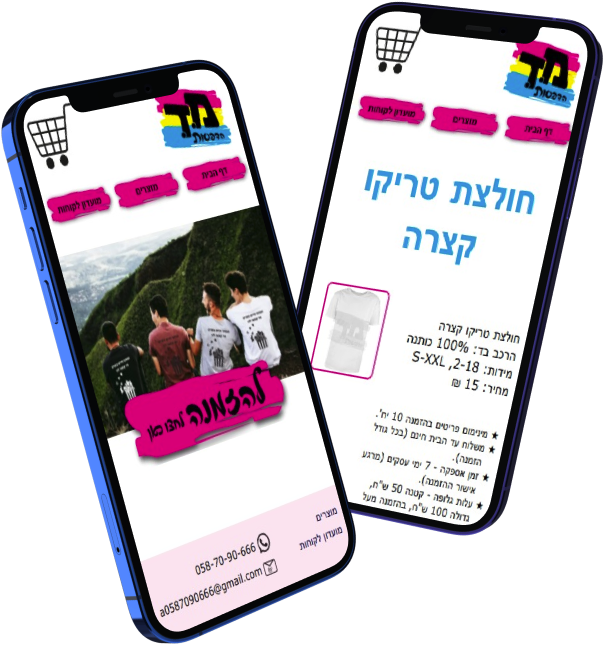 מד
הדפסות
דף הבית
מוצרים
מועדון לקוחות
להזמנה לחצו כאן
מוצרים
מועדון לקוחות
058-70-90-666
a0587090666@gmail.com
מד
הדפסות
דף הבית
מוצרים
מועדון לקוחות
חולצת טריקו
קצרה
חולצת טריקו קצרה
הרכב בד: 100% כותנה
מידות: 2-18, S-XXL
מחיר: 15 ₪
★ מינימום פריטים בהזמנה 10 יח'.
★ משלוח עד הבית חינם (בכל גודל
הזמנה).
★ זמן אספקה - 7 ימי עסקים (מרגע
אישור ההזמנה).
★ עלות גלופה - קטנה 50 ש"ח,
גדולה 100 ש"ח, בהזמנה מעל